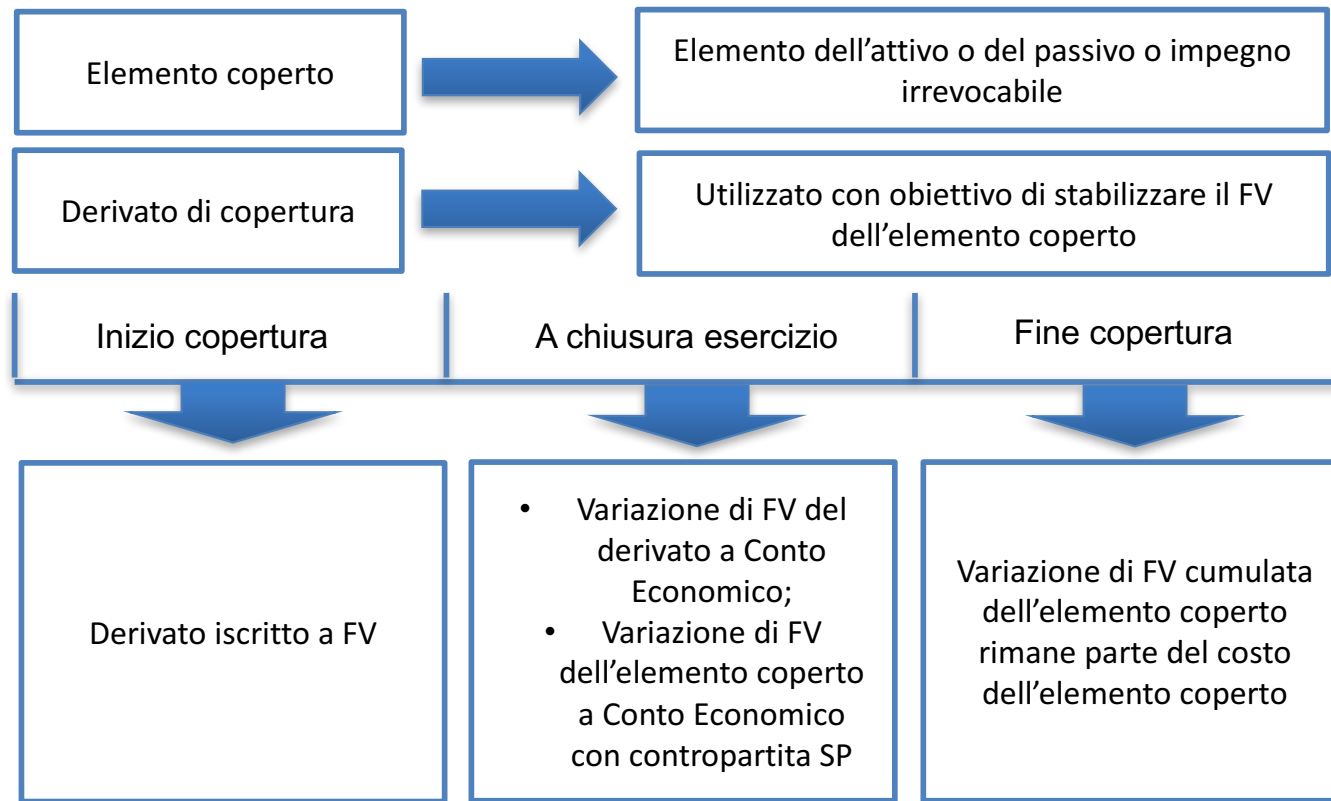 Elemento coperto
Elemento dell’attivo o del passivo o impegno
irrevocabile
Derivato di copertura
Utilizzato con obiettivo di stabilizzare il FV
dell’elemento coperto
Inizio copertura
A chiusura esercizio
Fine copertura
Derivato iscritto a FV
• Variazione di FV del
derivato a Conto
Economico;
• Variazione di FV
dell’elemento coperto
a Conto Economico
con contropartita SP
Variazione di FV cumulata
dell’elemento coperto
rimane parte del costo
dell’elemento coperto